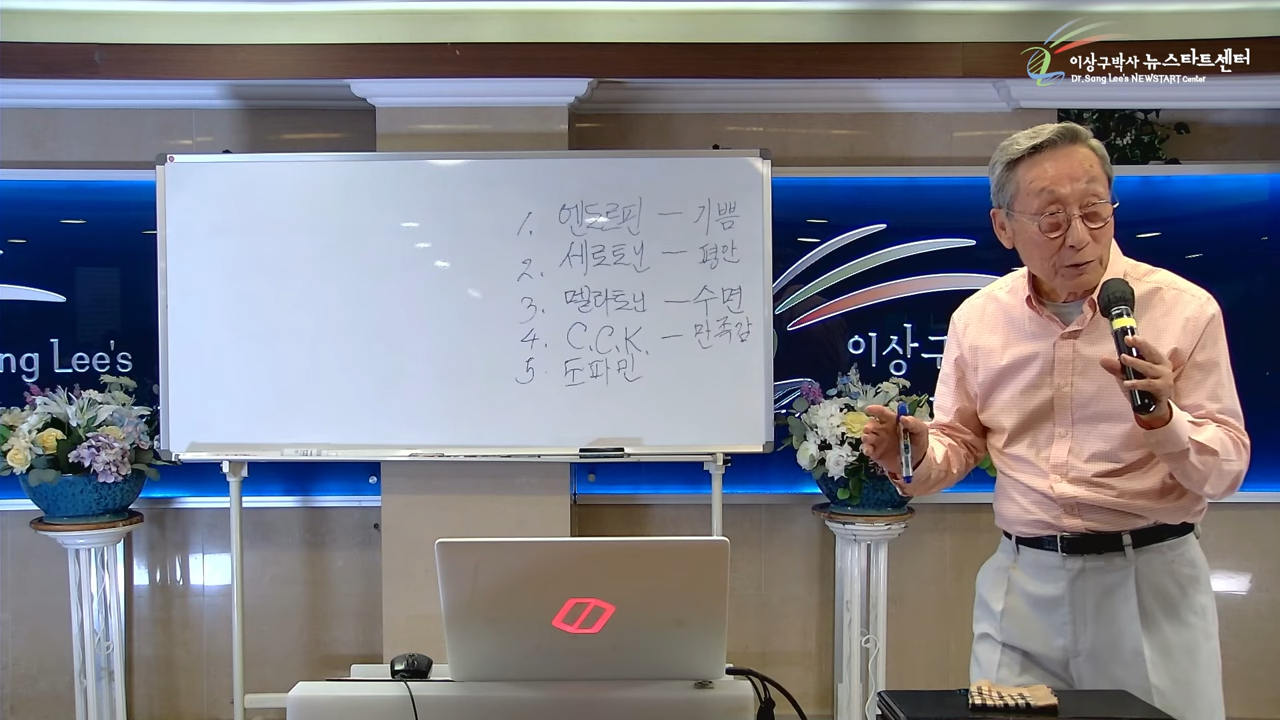 이상구박사 뉴스타트센터
Dr. Sang Lee's NEWSTART Center
1. 엔도르핀 — 기쁨
2. 세로토닌 — 평안
3. 멜라토닌 — 수면
4. C.C.K. — 만족감
5. 도파민
ng Lee's
이상구